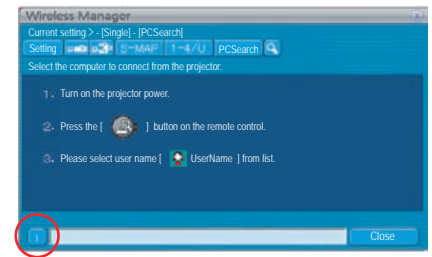 Wireless Manager
Current setting > - [Single] - [PCSearch]
Setting S-MAP 1-4/U PCSearch
Select the computer to connect from the projector.
1. Turn on the projector power.
2. Press the [ ] button on the remote control.
3. Please select user name [ UserName ] from list.
i Close